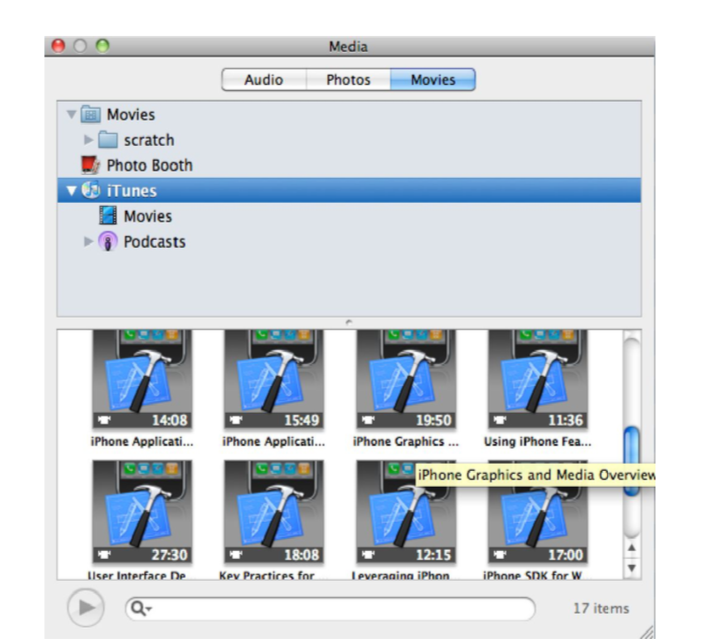 Media
Audio Photos Movies
Movies
scratch
Photo Booth
iTunes
Movies
Podcasts
14:08 15:49 19:50 11:36
iPhone Applicati... iPhone Applicati... iPhone Graphics ... Using iPhone Fea...
iPhone Graphics and Media Overview
27:30 18:08 12:15 17:00
User Interface De Key Practices for Leveraging iPhon iPhone SDK for W
17 items